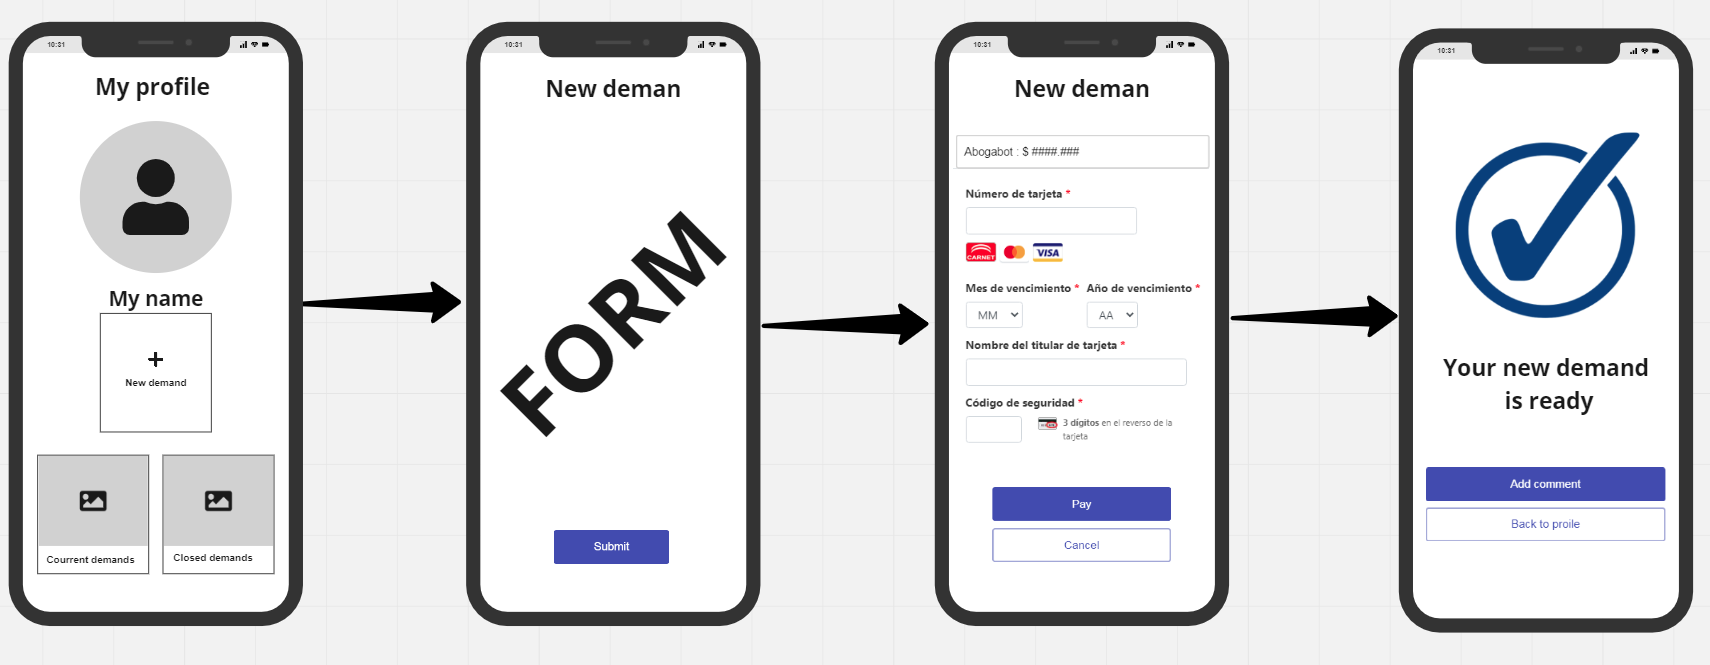 10:31
My profile
My name
New demand
Courrent demands
Closed demands
10:31
New deman
FORM
Submit
10:31
New deman
Abogabot : $ ####.###
Número de tarjeta *
CARNET
VISA
Mes de vencimiento * Año de vencimiento *
MM AA
Nombre del titular de tarjeta *
Código de seguridad *
3 dígitos en el reverso de la
tarjeta
Pay
Cancel
10:31
Your new demand
is ready
Add comment
Back to proile